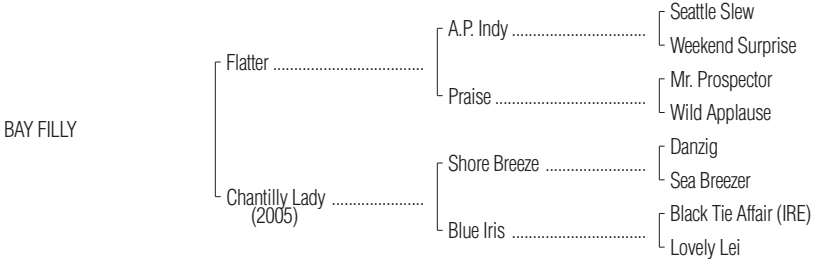 Seattle Slew
A.P. Indy ................................
Weekend Surprise
Flatter ....................................
Mr. Prospector
Praise ....................................
Wild Applause
BAY FILLY
Danzig
Shore Breeze ........................
Sea Breezer
Chantilly Lady ......................
(2005)
Black Tie Affair (IRE)
Blue Iris ................................
Lovely Lei